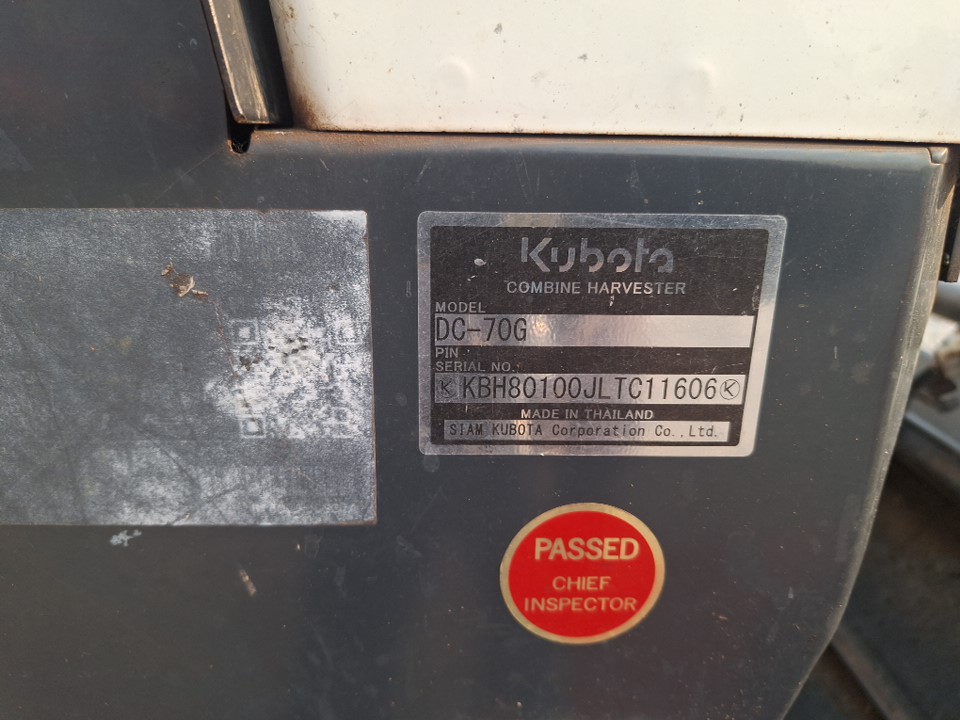 Kubota
COMBINE HARVESTER
MODEL
DC-70G
PIN
SERIAL NO.
KBH80100JLTC11606
MADE IN THAILAND
SIAM KUBOTA Corporation Co.,Ltd.
PASSED
CHIEF
INSPECTOR